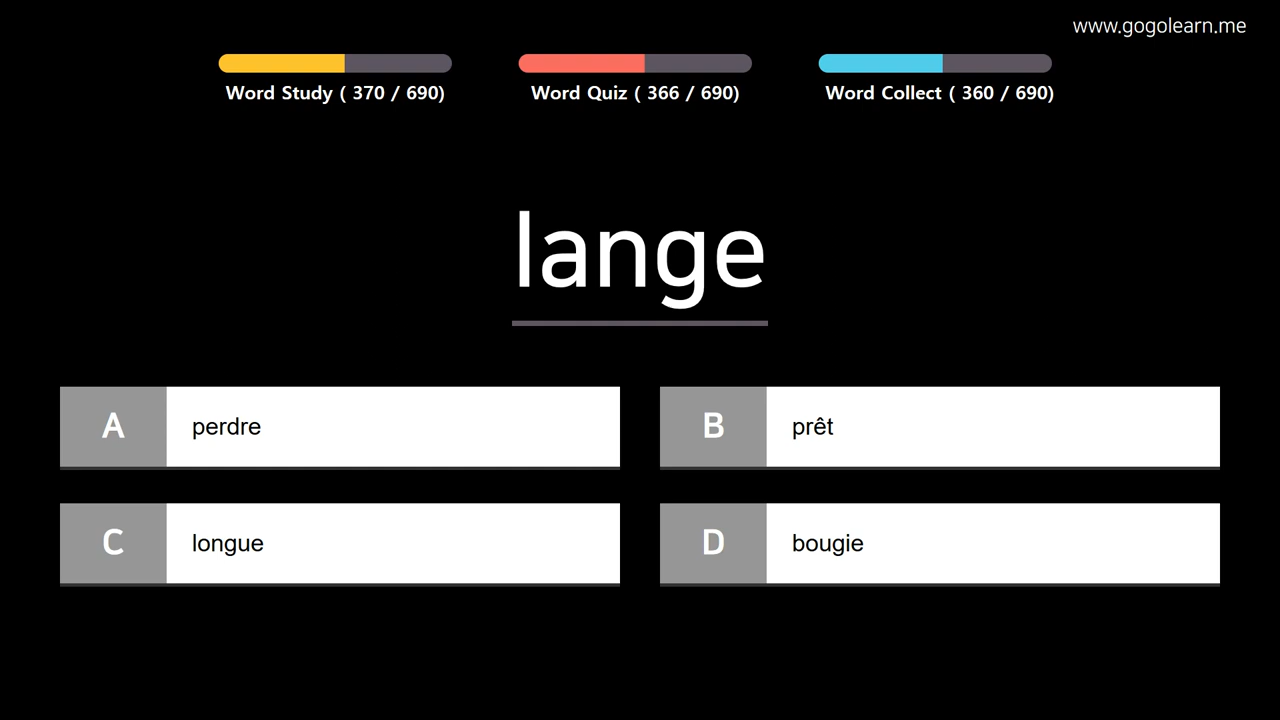 www.gogolearn.me
Word Study ( 370 / 690)
Word Quiz ( 366 / 690)
Word Collect ( 360 / 690)
lange
A perdre
B prêt
C longue
D bougie